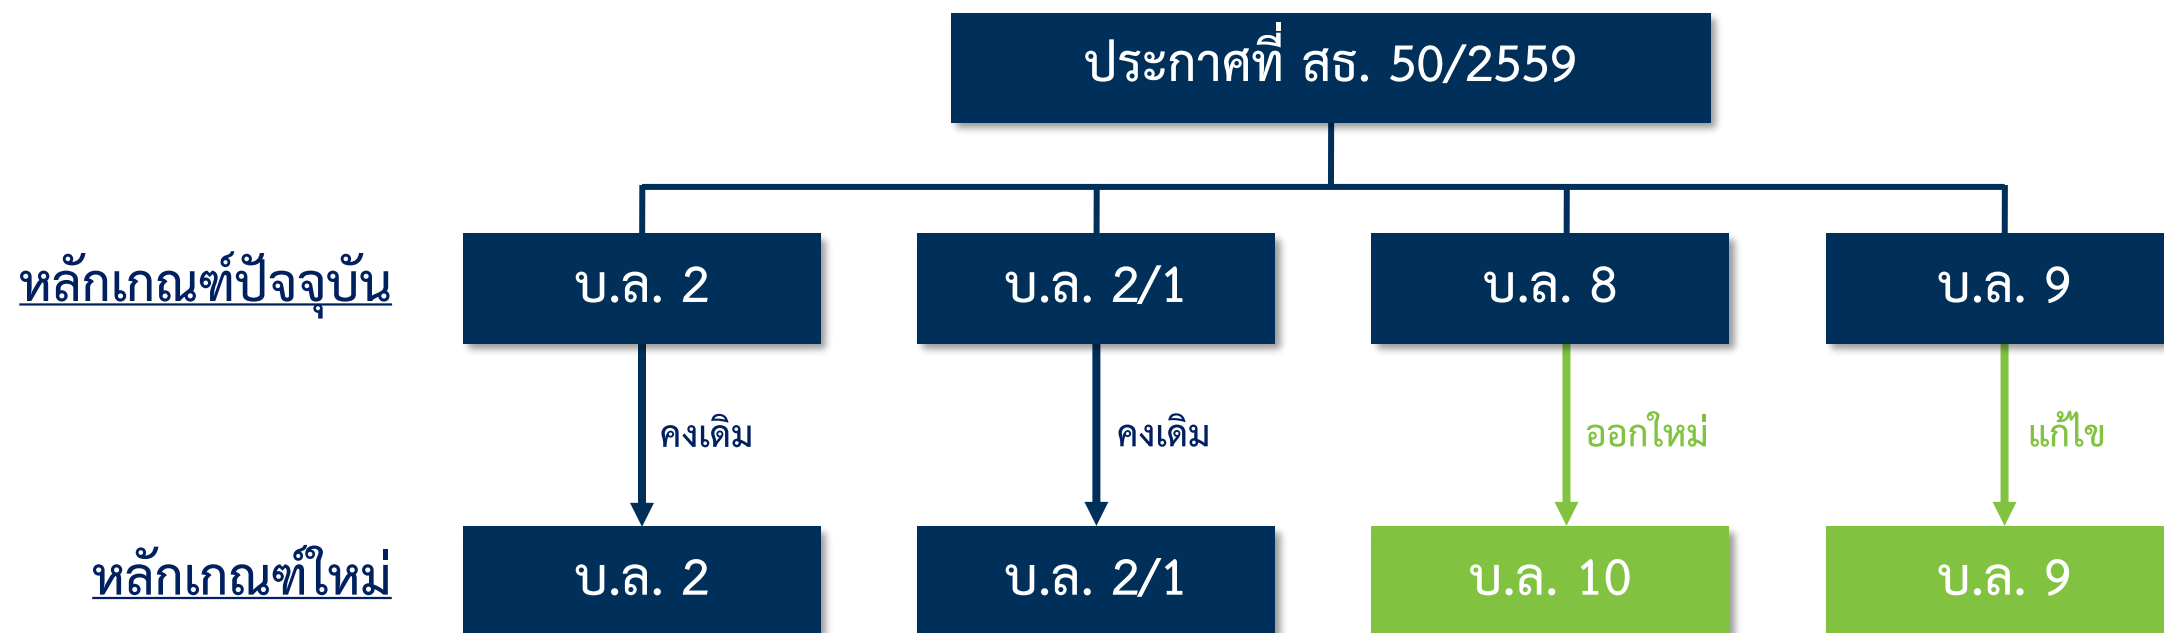 ประกาศที่ สธ. 50/2559
หลักเกณฑ์ปัจจุบัน
บ.ล. 2
บ.ล. 2/1
บ.ล. 8
บ.ล. 9
คงเดิม
คงเดิม
ออกใหม่
แก้ไข
หลักเกณฑ์ใหม่
บ.ล. 2
บ.ล. 2/1
บ.ล. 10
บ.ล. 9